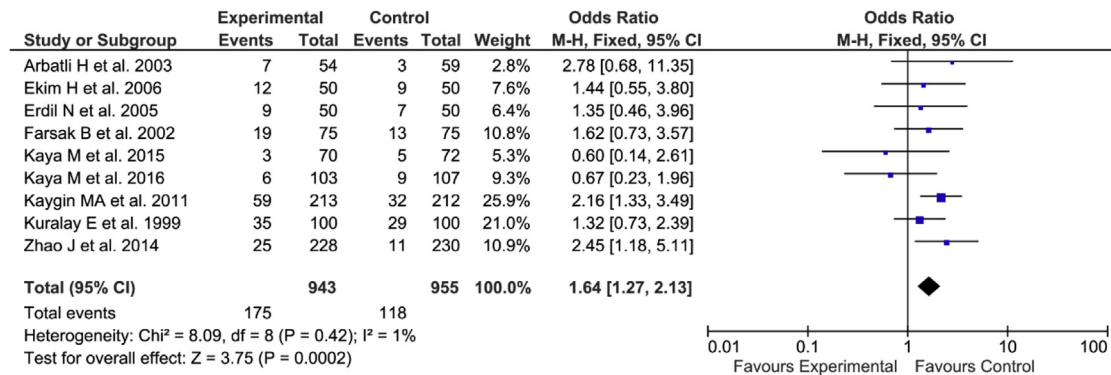 Experimental Control Odds Ratio Odds Ratio
Study or Subgroup Events Total Events Total Weight M-H, Fixed, 95% CI M-H, Fixed, 95% CI
Arbatli H et al. 2003 7 54 3 59 2.8% 2.78 [0.68, 11.35]
Ekim H et al. 2006 12 50 9 50 7.6% 1.44 [0.55, 3.80]
Erdil N et al. 2005 9 50 7 50 6.4% 1.35 [0.46, 3.96]
Farsak B et al. 2002 19 75 13 75 10.8% 1.62 [0.73, 3.57]
Kaya M et al. 2015 3 70 5 72 5.3% 0.60 [0.14, 2.61]
Kaya M et al. 2016 6 103 9 107 9.3% 0.67 [0.23, 1.96]
Kaygin MA et al. 2011 59 213 32 212 25.9% 2.16 [1.33, 3.49]
Kuralay E et al. 1999 35 100 29 100 21.0% 1.32 [0.73, 2.39]
Zhao J et al. 2014 25 228 11 230 10.9% 2.45 [1.18, 5.11]
Total (95% CI) 943 955 100.0% 1.64 [1.27, 2.13]
Total events 175 118
Heterogeneity: Chi² = 8.09, df = 8 (P = 0.42); I² = 1%
Test for overall effect: Z = 3.75 (P = 0.0002)
0.01 0.1 1 10 100
Favours Experimental Favours Control